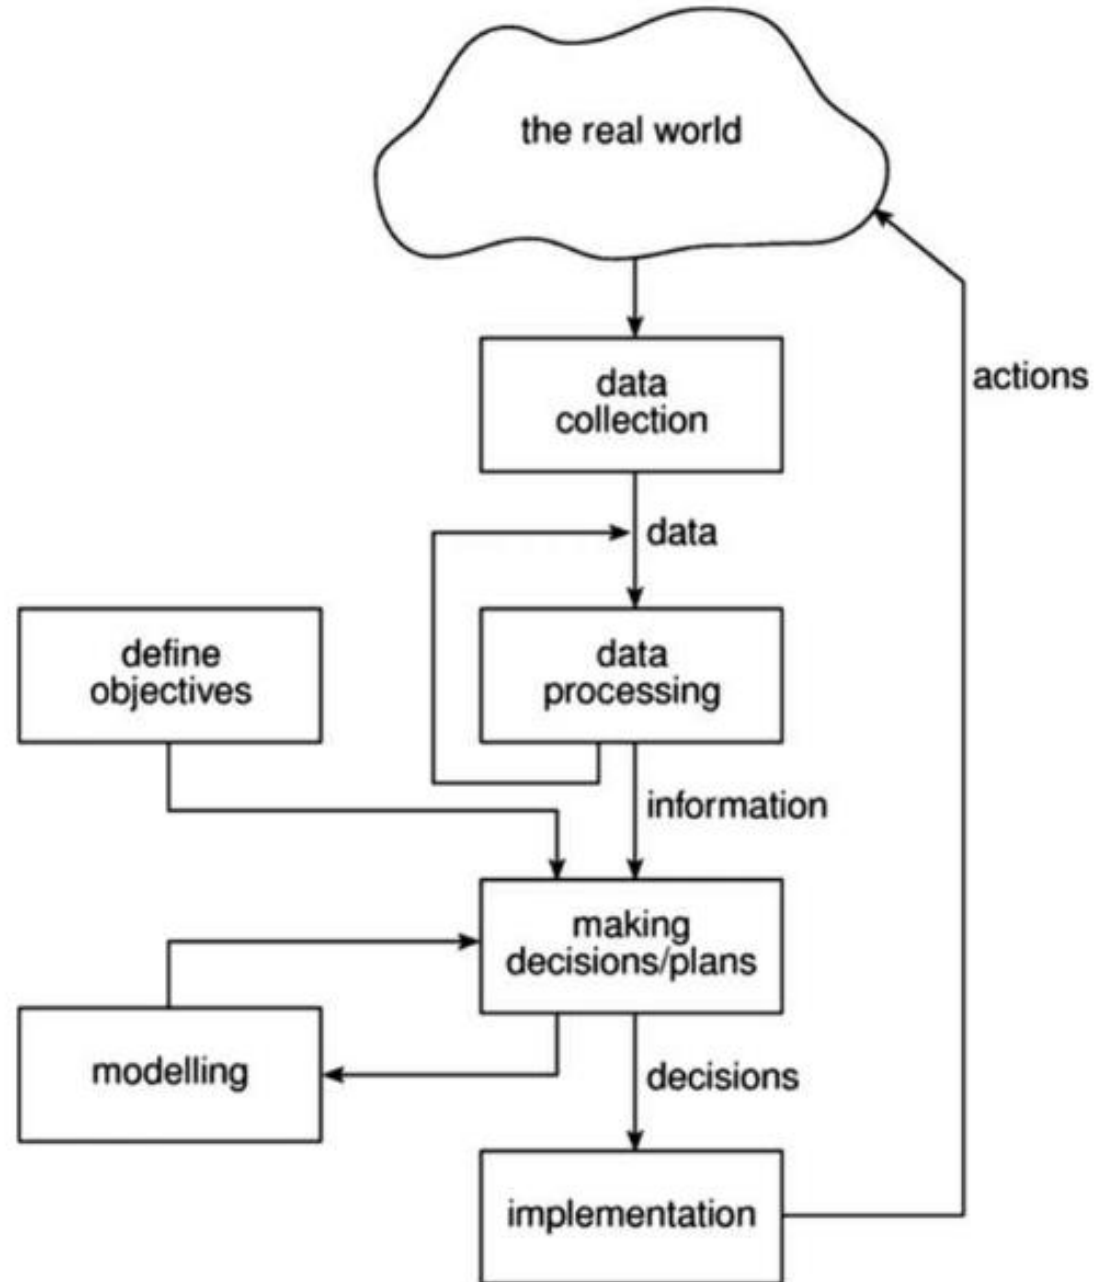 the real world
actions
data
collection
data
define
objectives
data
processing
information
making
decisions/plans
modelling
decisions
implementation